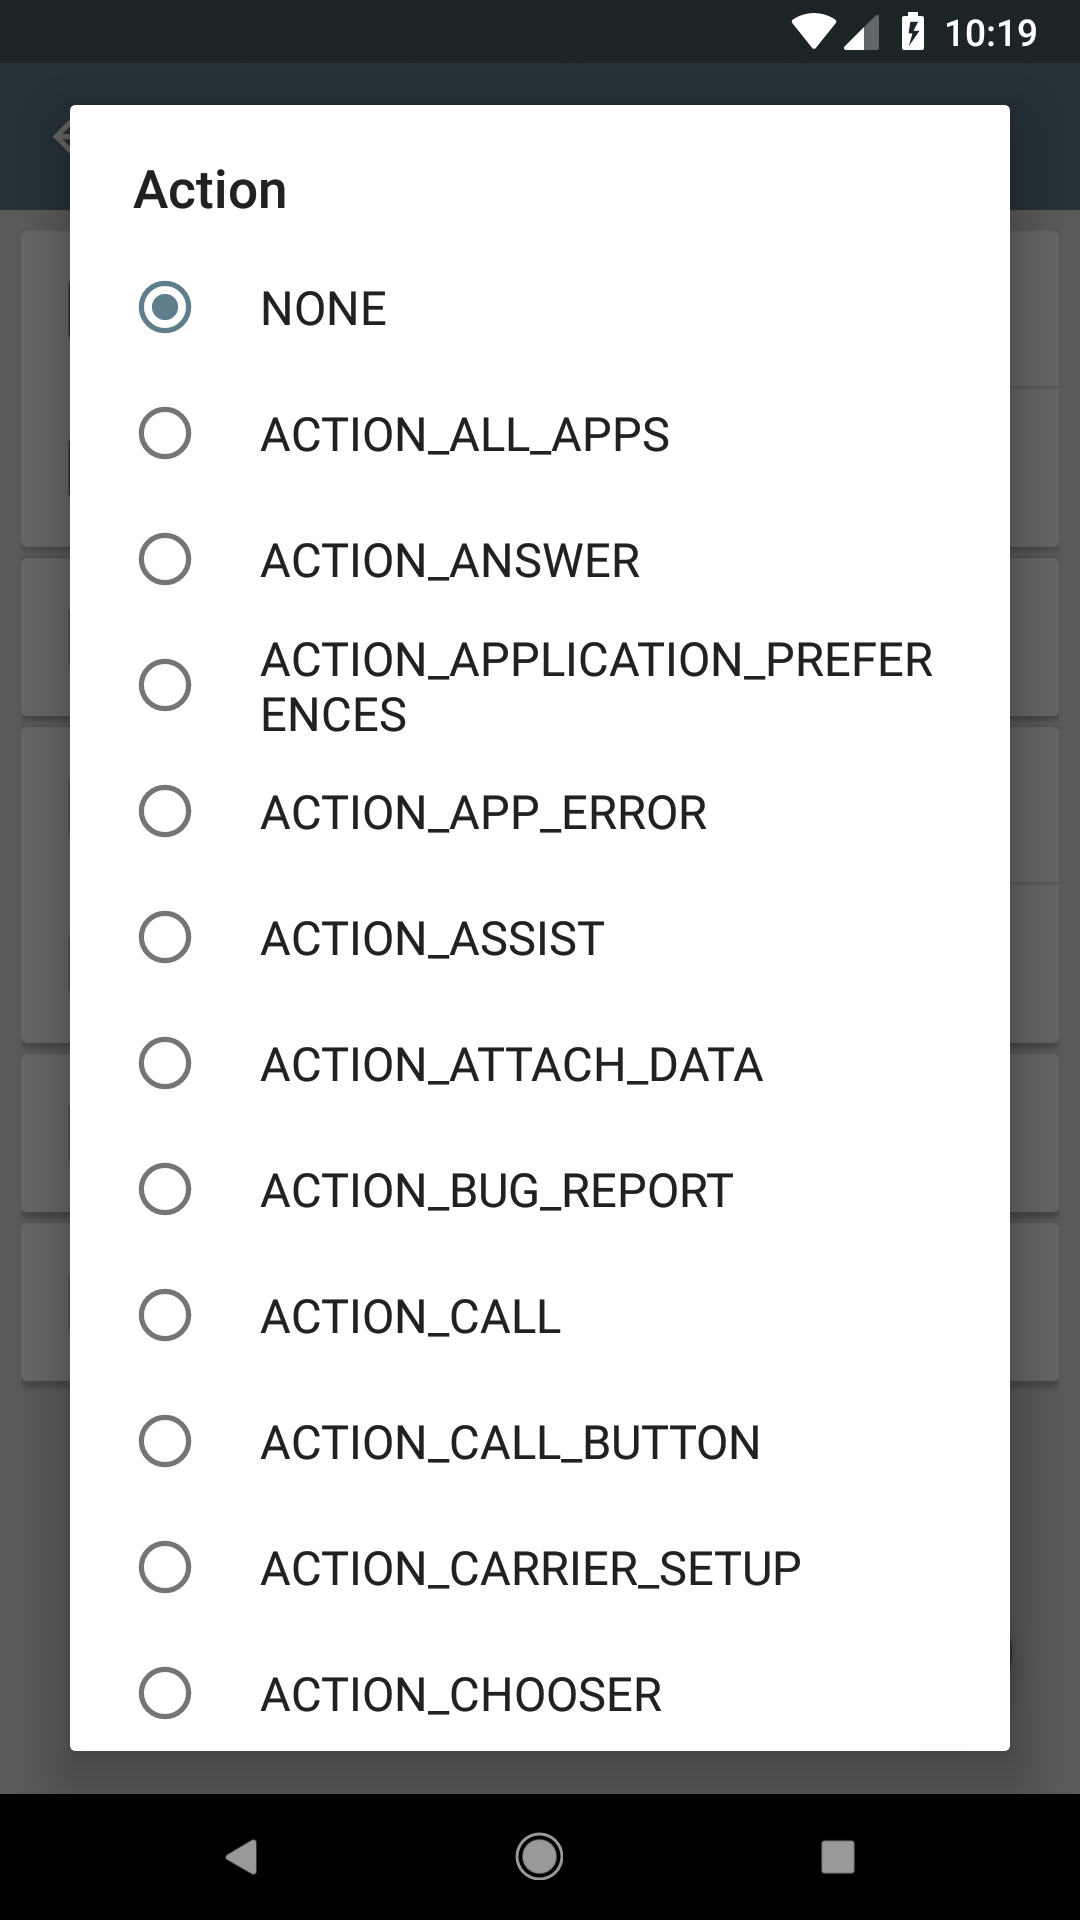 10:19
Action
NONE
ACTION_ALL_APPS
ACTION_ANSWER
ACTION_APPLICATION_PREFER
ENCES
ACTION_APP_ERROR
ACTION_ASSIST
ACTION_ATTACH_DATA
ACTION_BUG_REPORT
ACTION_CALL
ACTION_CALL_BUTTON
ACTION_CARRIER_SETUP
ACTION_CHOOSER